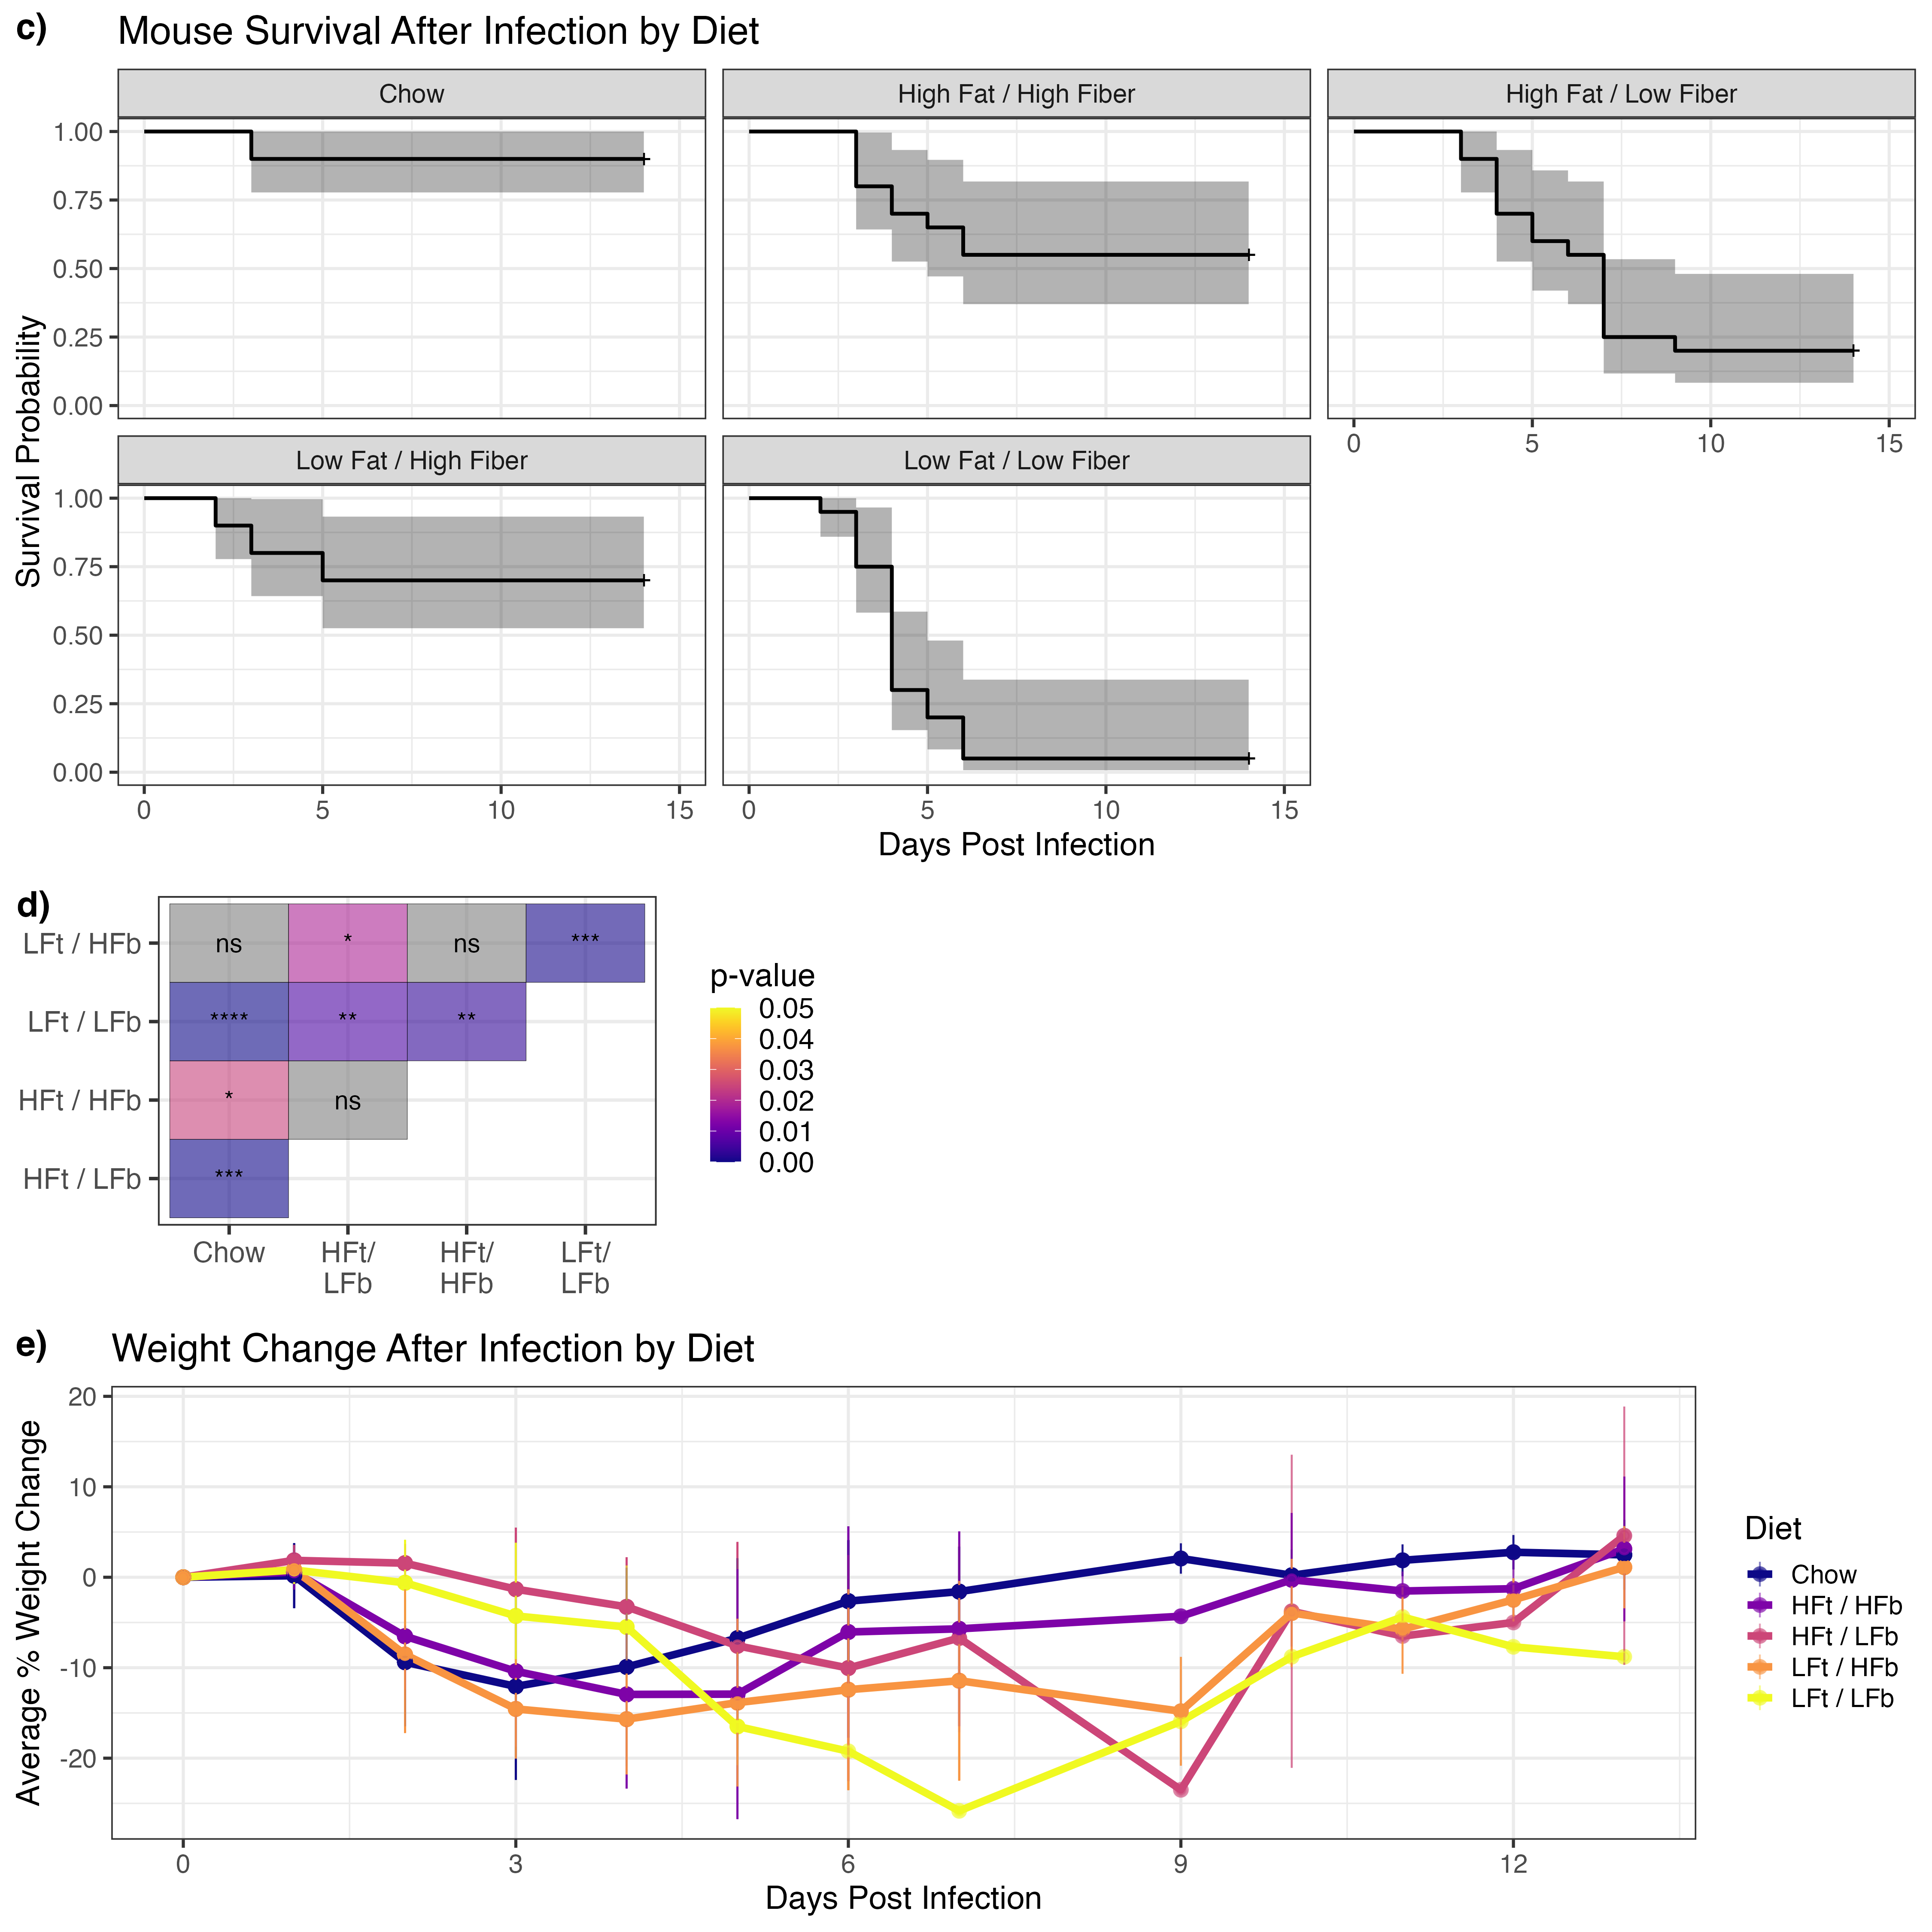 c)
Mouse Survival After Infection by Diet
Chow
High Fat / High Fiber
High Fat / Low Fiber
1.00
0.75
0.50
0.25
0.00
0 5 10 15
Low Fat / High Fiber
Low Fat / Low Fiber
1.00
0.75
0.50
0.25
0.00
Survival Probability
0 5 10 15
0 5 10 15
Days Post Infection
d)
LFt / HFb
ns * ns ***
LFt / LFb
**** ** **
HFt / HFb
* ns
HFt / LFb
***
Chow
HFt/
LFb
HFt/
HFb
LFt/
LFb
p-value
0.05
0.04
0.03
0.02
0.01
0.00
e)
Weight Change After Infection by Diet
Average % Weight Change
20
10
0
-10
-20
0 3 6 9 12
Days Post Infection
Diet
Chow
HFt / HFb
HFt / LFb
LFt / HFb
LFt / LFb